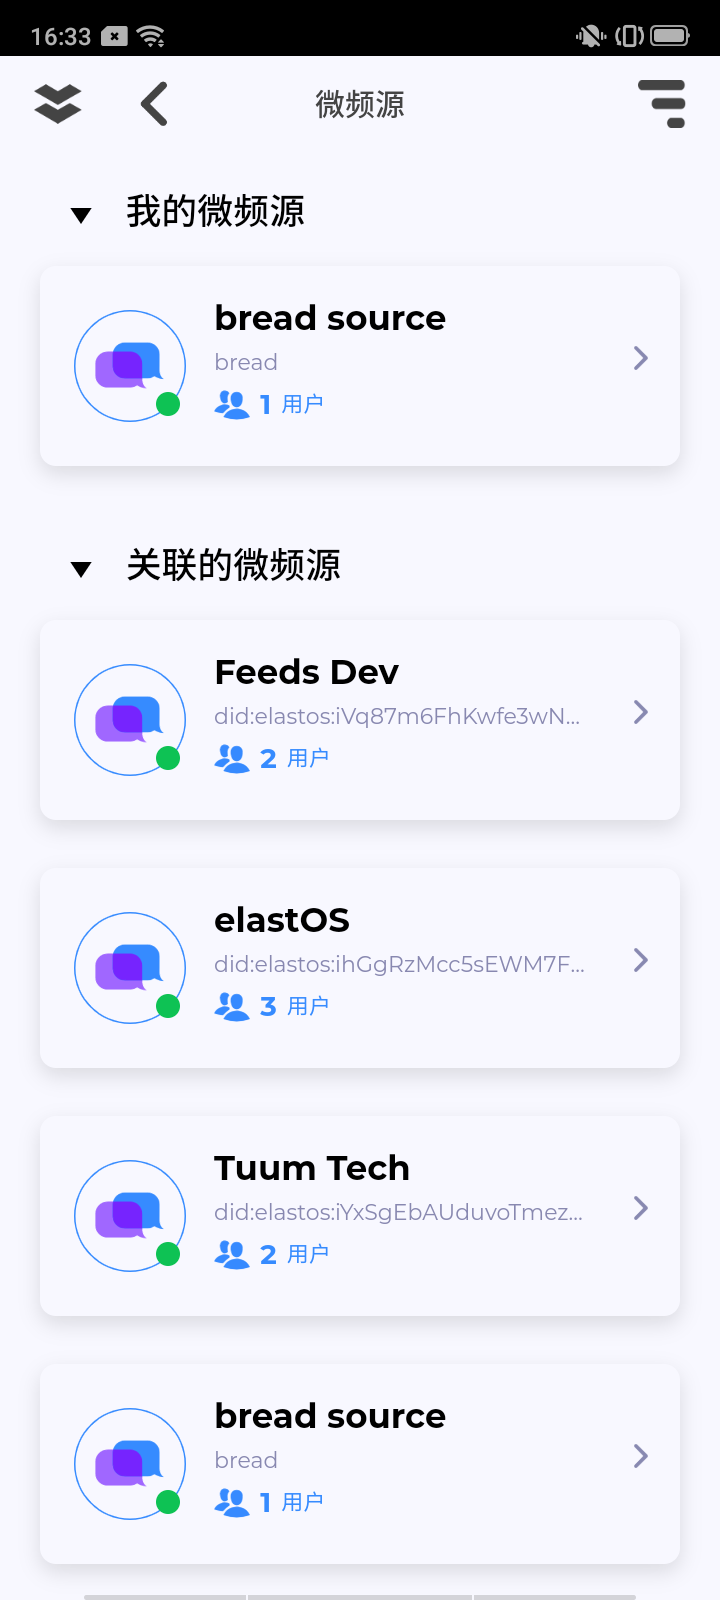 16:33
微频源
我的微频源
bread source
bread
1 用户
关联的微频源
Feeds Dev
did:elastos:iVq87m6FhKwfe3wN...
2 用户
elastOS
did:elastos:ihGgRzMcc5sEWM7F...
3 用户
Tuum Tech
did:elastos:iYxSgEbAUduvoTmez...
2 用户
bread source
bread
1 用户